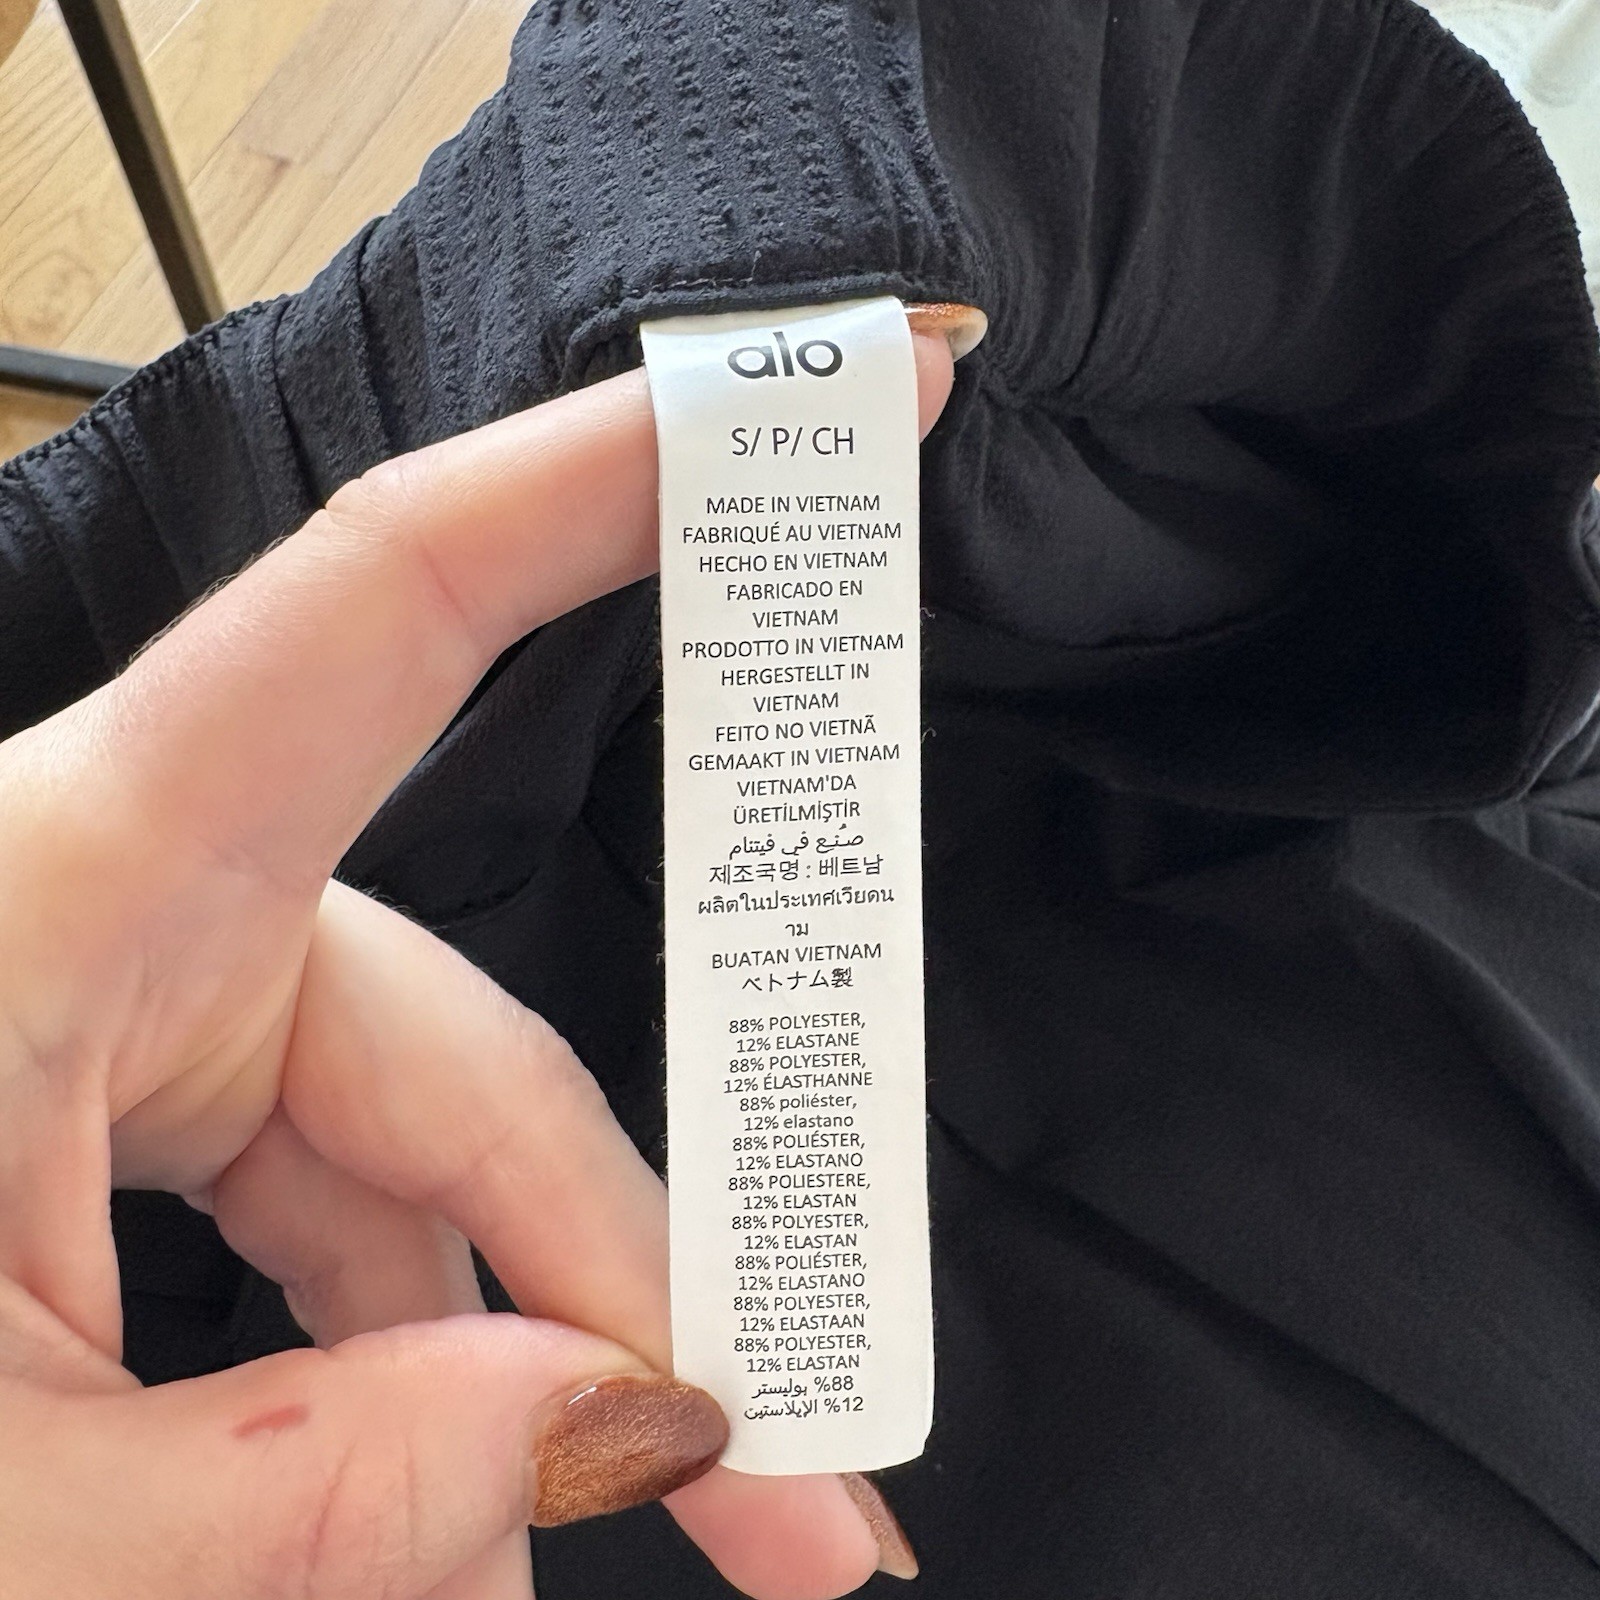 alo
S/ P/ CH
MADE IN VIETNAM
FABRIQUÉ AU VIETNAM
HECHO EN VIETNAM
FABRICADO EN
VIETNAM
PRODOTTO IN VIETNAM
HERGESTELLT IN
VIETNAM
FEITO NO VIETNÃ
GEMAAKT IN VIETNAM
VIETNAM'DA
ÜRETİLMİŞTİR
صُنِع في فيتنام
제조국명 : 베트남
ผลิตในประเทศเวียดน
าม
BUATAN VIETNAM
ベトナム製
88% POLYESTER,
12% ELASTANE
88% POLYESTER,
12% ÉLASTHANNE
88% poliéster,
12% elastano
88% POLIÉSTER,
12% ELASTANO
88% POLIESTERE,
12% ELASTAN
88% POLYESTER,
12% ELASTAN
88% POLIÉSTER,
12% ELASTANO
88% POLYESTER,
12% ELASTAAN
88% POLYESTER,
12% ELASTAN
88% بوليستر
12% الإيلاستين